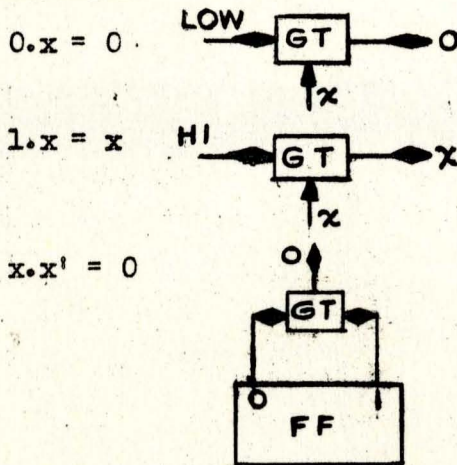 0.x = 0
LOW
GT
0
x
1.x = x
HI
GT
x
x
x.x' = 0
0
GT
0
1
FF